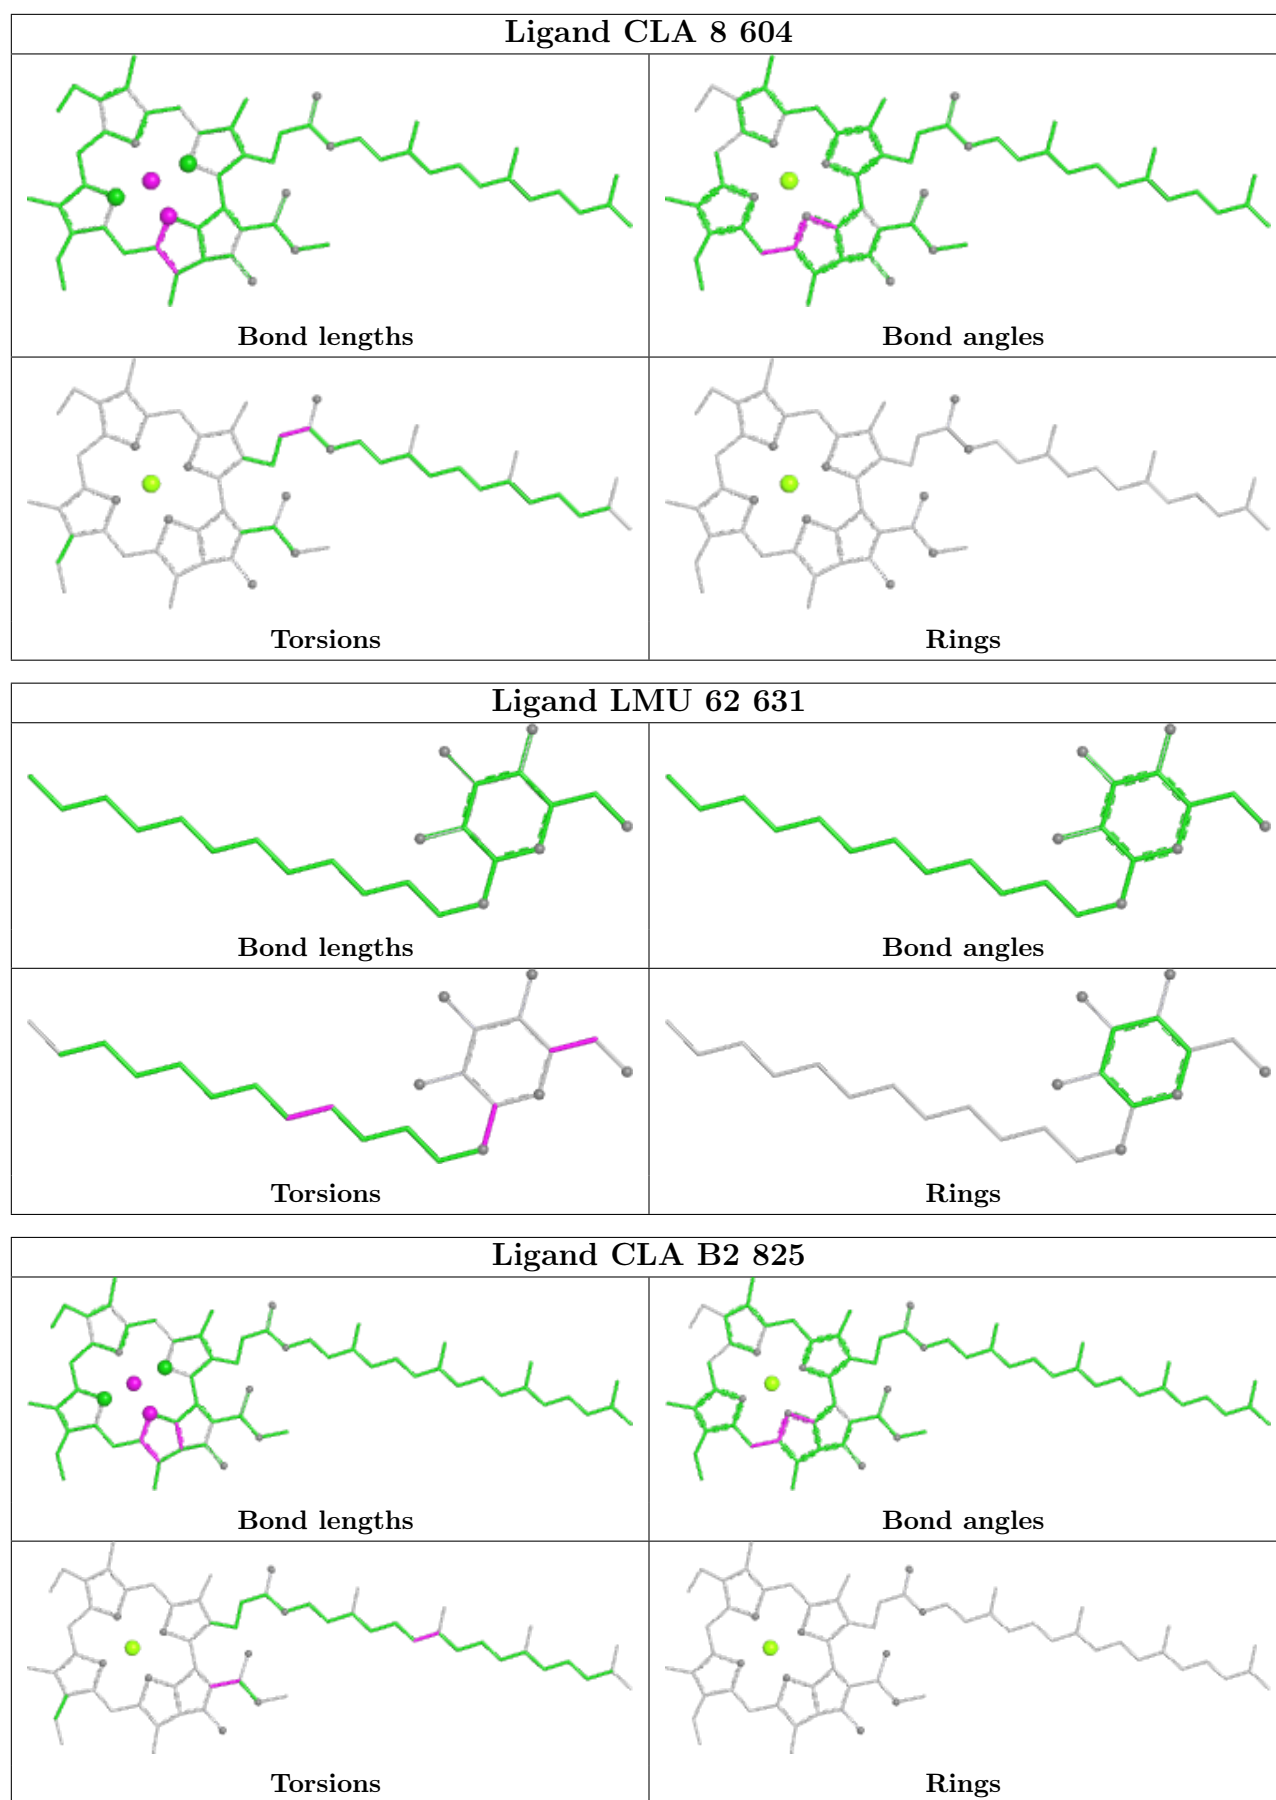 Ligand CLA 8 604
Bond lengths
Bond angles
Torsions
Rings
Ligand LMU 62 631
Bond lengths
Bond angles
Torsions
Rings
Ligand CLA B2 825
Bond lengths
Bond angles
Torsions
Rings